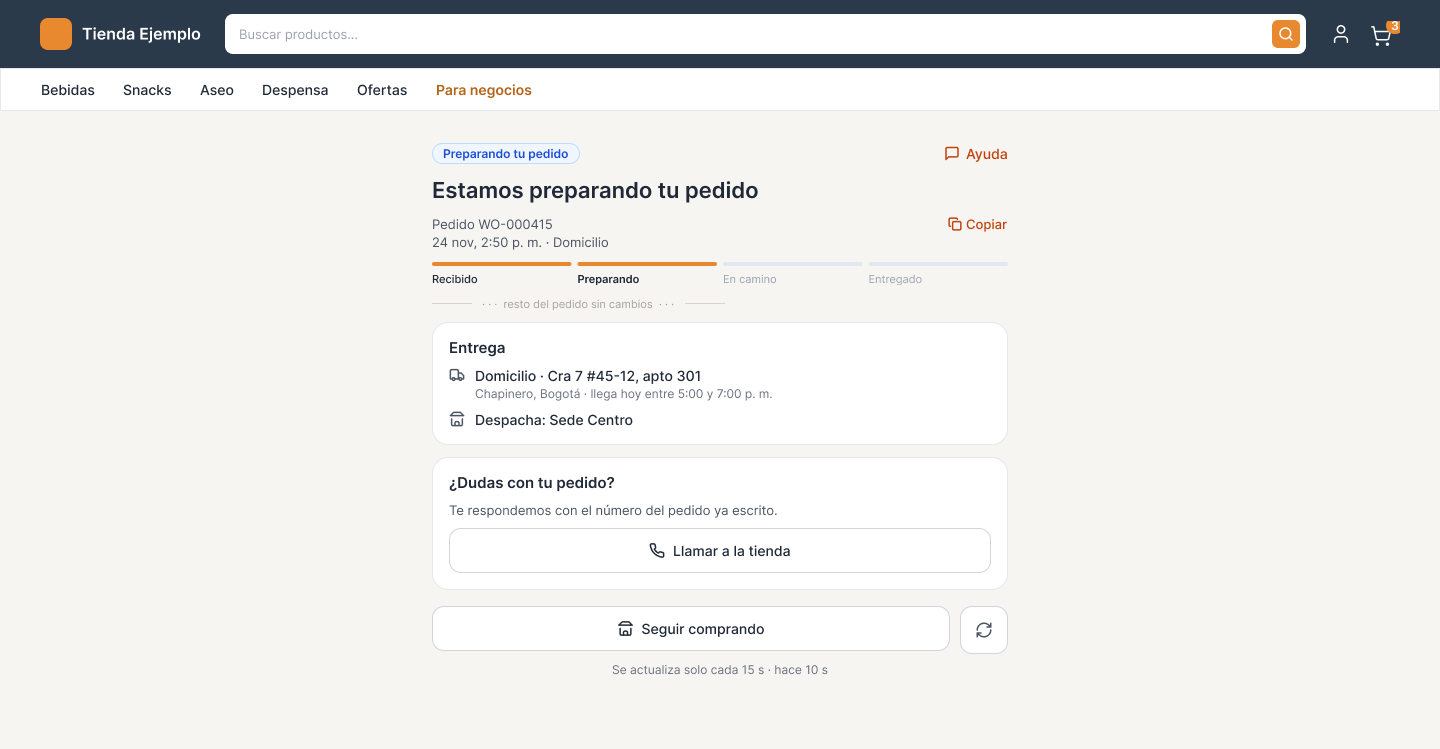 Tienda Ejemplo
Buscar productos...
3
Bebidas Snacks Aseo Despensa Ofertas Para negocios
Preparando tu pedido
Ayuda
Estamos preparando tu pedido
Pedido WO-000415
Copiar
24 nov, 2:50 p. m. · Domicilio
Recibido Preparando En camino Entregado
··· resto del pedido sin cambios ···
Entrega
Domicilio · Cra 7 #45-12, apto 301
Chapinero, Bogotá · llega hoy entre 5:00 y 7:00 p. m.
Despacha: Sede Centro
¿Dudas con tu pedido?
Te respondemos con el número del pedido ya escrito.
Llamar a la tienda
Seguir comprando
Se actualiza solo cada 15 s · hace 10 s